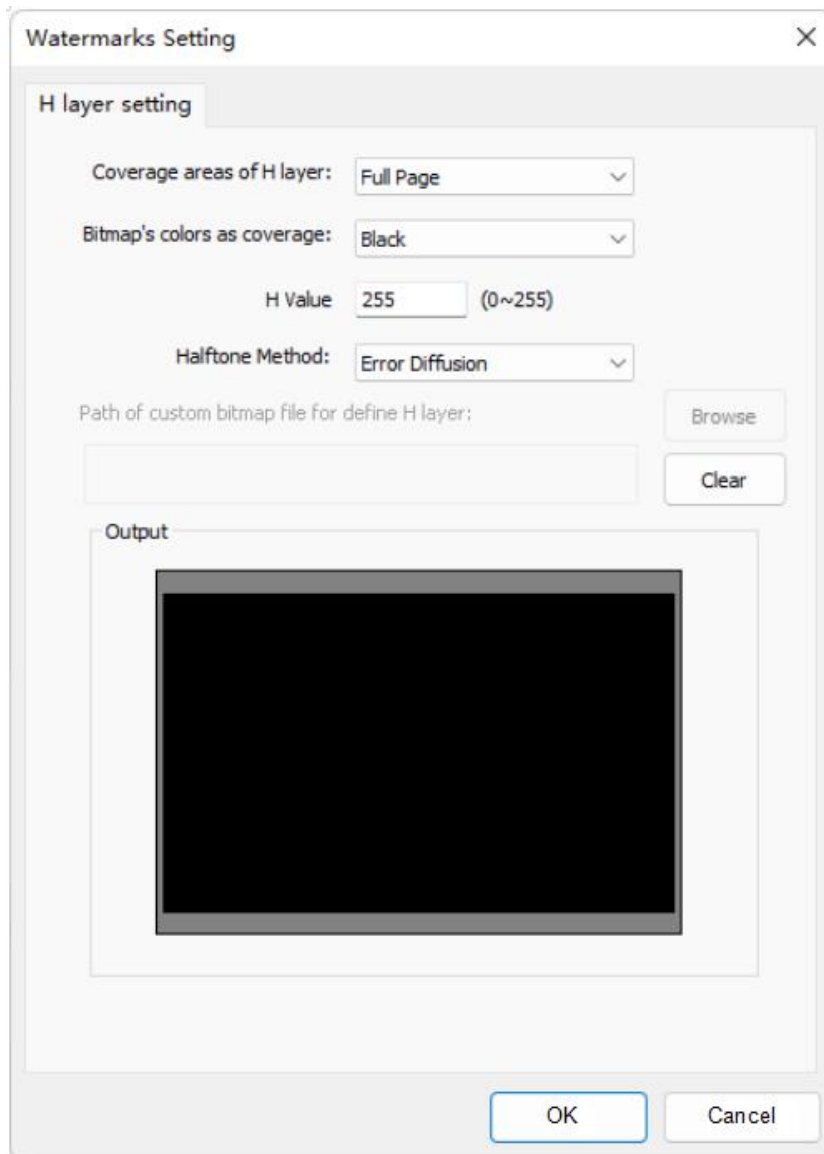 Watermarks Setting
H layer setting
Coverage areas of H layer: Full Page
Bitmap's colors as coverage: Black
H Value 255 (0~255)
Halftone Method: Error Diffusion
Path of custom bitmap file for define H layer: Browse
Clear
Output
OK Cancel